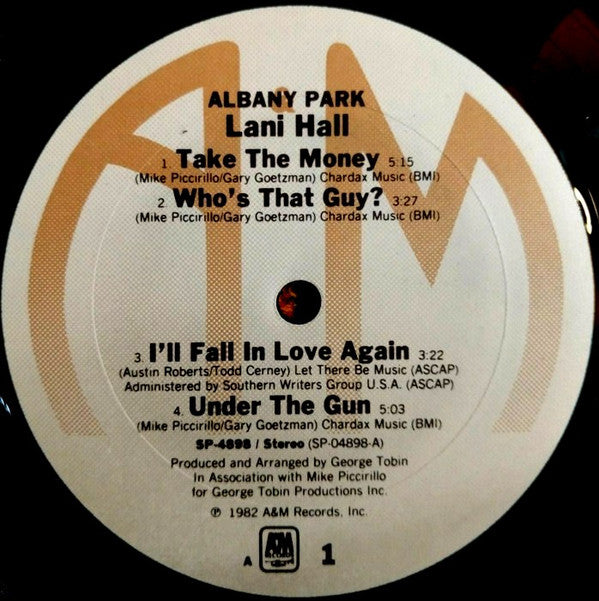 A&M
ALBANY PARK
Lani Hall
1. Take The Money 5:15
(Mike Piccirillo/Gary Goetzman) Chardax Music (BMI)
2. Who's That Guy? 3:27
(Mike Piccirillo/Gary Goetzman) Chardax Music (BMI)
3. I'll Fall In Love Again 3:22
(Austin Roberts/Todd Cerney) Let There Be Music (ASCAP)
Administered by Southern Writers Group U.S.A. (ASCAP)
4. Under The Gun 5:03
(Mike Piccirillo/Gary Goetzman) Chardax Music (BMI)
SP-4898 / Stereo (SP-04898-A)
Produced and Arranged by George Tobin
In Association with Mike Piccirillo
for George Tobin Productions Inc.
℗ 1982 A&M Records, Inc.
A A&M RECORDS 1